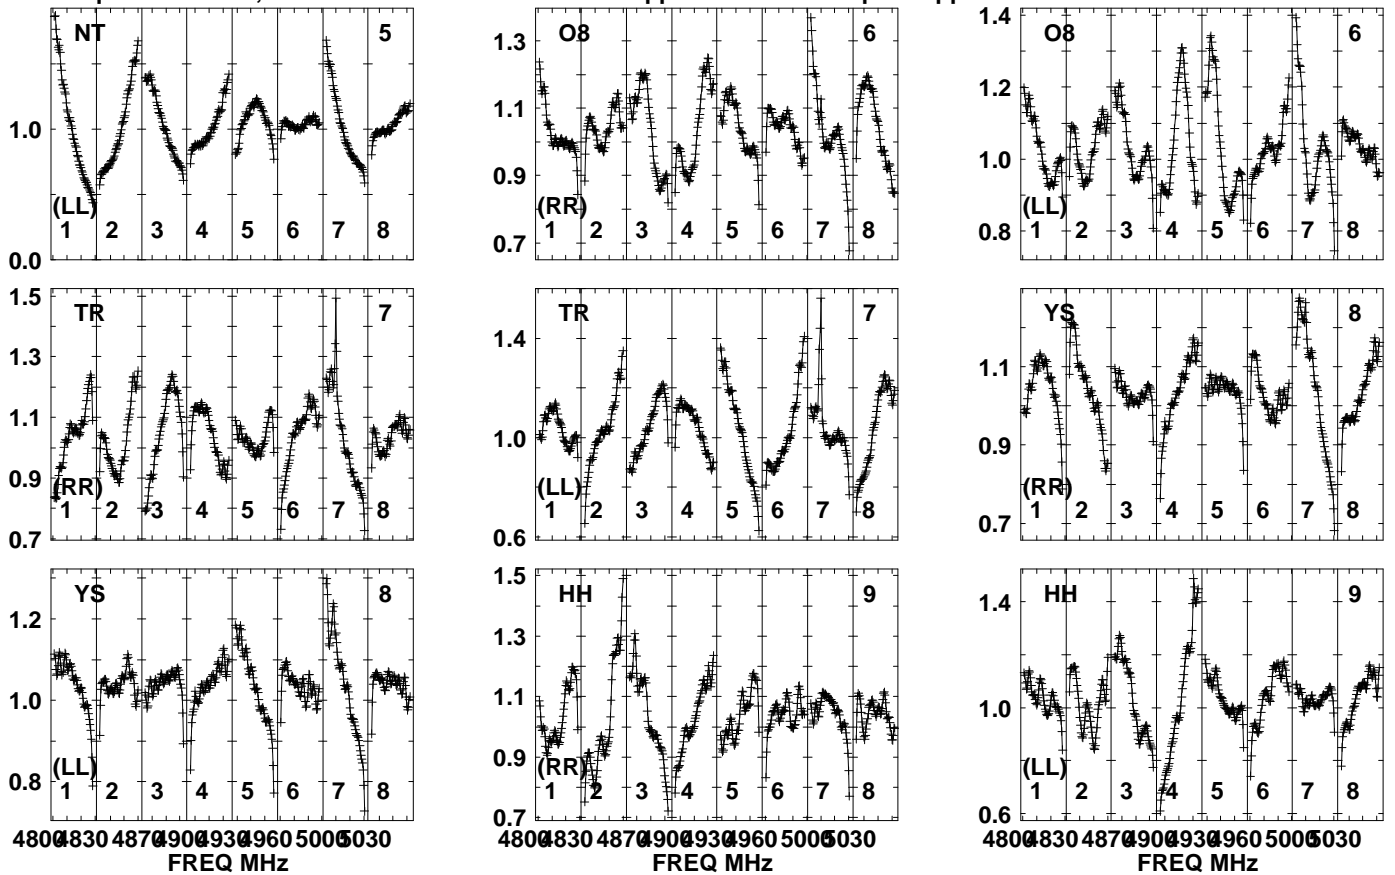 NT 5
1.0
(LL)
1 2 3 4 5 6 7 8
0.0
O8 6
1.3
1.1
0.9
(RR)
1 2 3 4 5 6 7 8
0.7
O8 6
1.4
1.2
1.0
(LL)
0.8
1 2 3 4 5 6 7 8
TR 7
1.5
1.3
1.1
0.9
(RR)
1 2 3 4 5 6 7 8
0.7
TR 7
1.4
1.0
(LL)
1 2 3 4 5 6 7 8
0.6
YS 8
1.1
0.9
(RR)
1 2 3 4 5 6 7 8
0.7
YS 8
1.2
1.0
(LL)
0.8
1 2 3 4 5 6 7 8
4800 4830 4870 4900 4930 4960 5000 5030
FREQ MHz
HH 9
1.5
1.3
1.1
0.9
(RR)
1 2 3 4 5 6 7 8
0.7
4800 4830 4870 4900 4930 4960 5000 5030
FREQ MHz
HH 9
1.4
1.0
(LL)
1 2 3 4 5 6 7 8
0.6
4800 4830 4870 4900 4930 4960 5000 5030
FREQ MHz